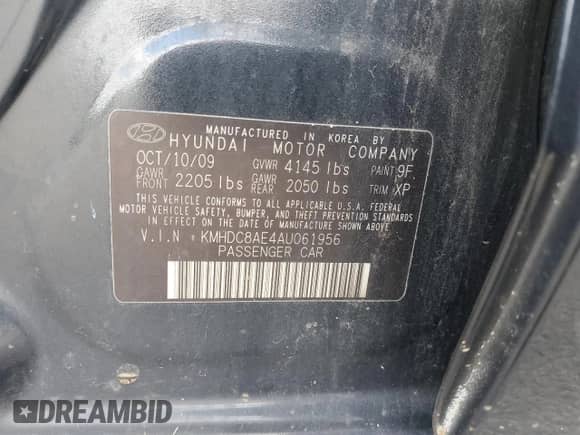 MANUFACTURED IN KOREA BY
HYUNDAI MOTOR COMPANY
OCT/10/09 GVWR 4145 lbs PAINT 9F
GAWR FRONT 2205 lbs GAWR REAR 2050 lbs TRIM XP
THIS VEHICLE CONFORMS TO ALL APPLICABLE U.S.A. FEDERAL
MOTOR VEHICLE SAFETY, BUMPER, AND THEFT PREVENTION STANDARDS
IN EFFECT ON THE DATE OF MANUFACTURE SHOWN ABOVE.
V.I.N : KMHDC8AE4AU061956
PASSENGER CAR
DREAMBID